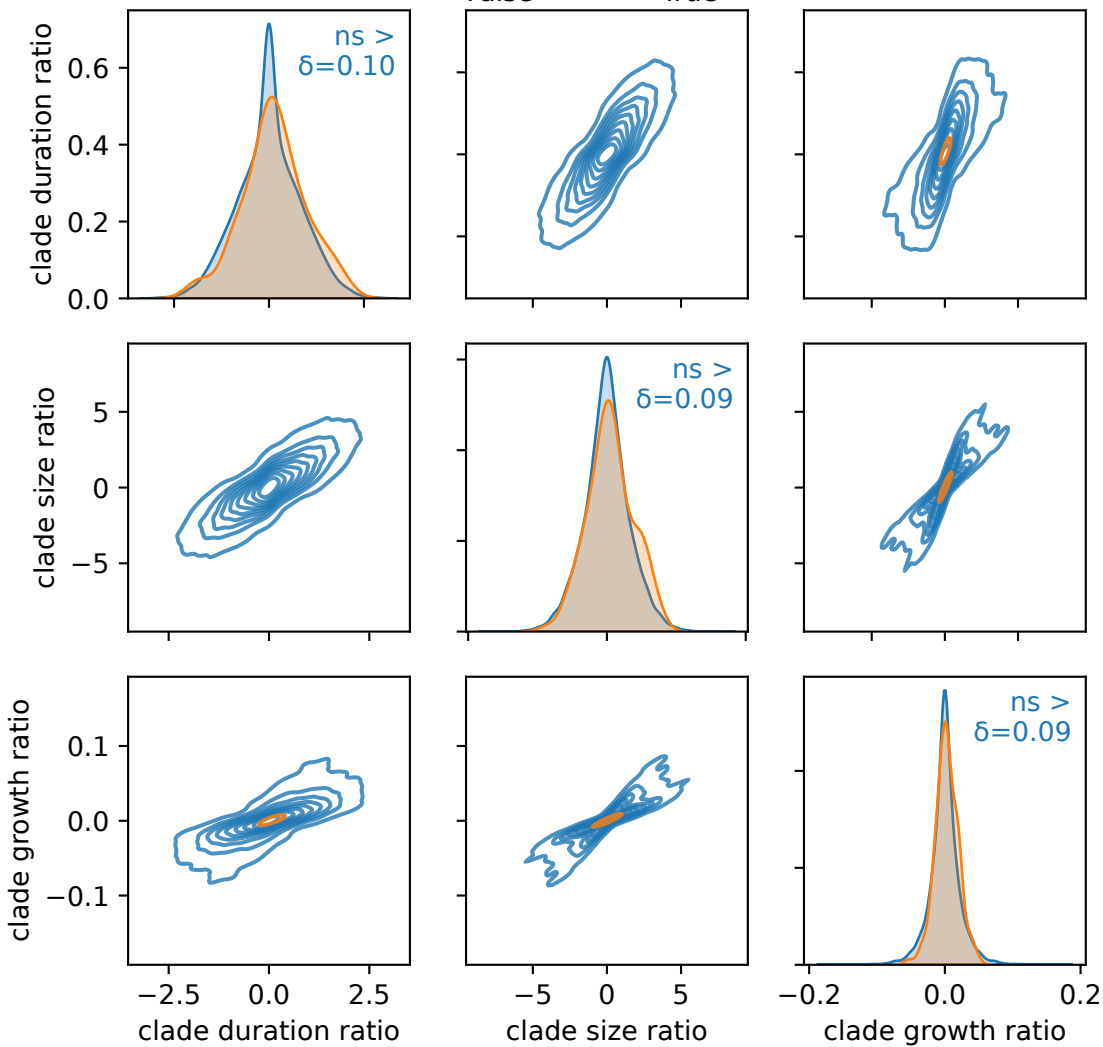 clade duration ratio
0.6
0.4
0.2
0.0
ns >
δ=0.10
−5
5
clade size ratio
5
0
−5
ns >
δ=0.09
clade growth ratio
0.1
0.0
−0.1
ns >
δ=0.09
−2.5
0.0
2.5
−5
0
5
−0.2
0.0
0.2
clade duration ratio
clade size ratio
clade growth ratio